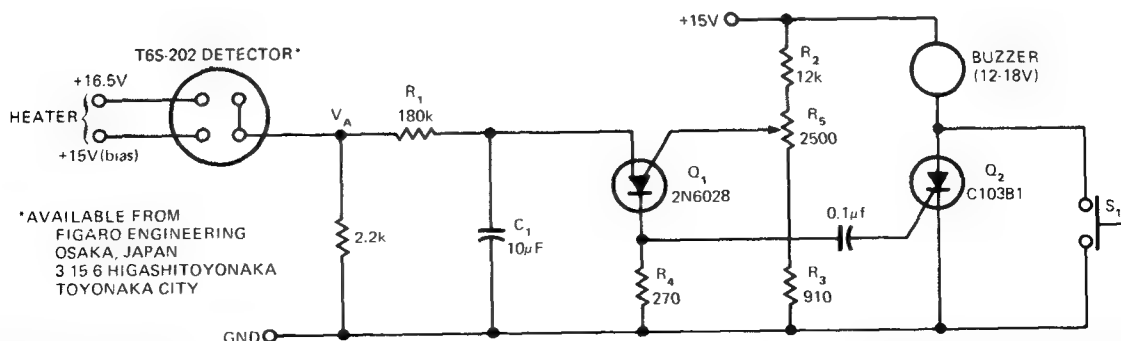 T6S-202 DETECTOR*
+16.5V
HEATER
+15V (bias)
VA
R1
180k
2.2k
C1
10µF
Q1
2N6028
R4
270
+15V
R2
12k
R5
2500
0.1µf
R3
910
BUZZER
(12-18V)
Q2
C103B1
S1
*AVAILABLE FROM
FIGARO ENGINEERING
OSAKA, JAPAN
3 15 6 HIGASHITOYONAKA
TOYONAKA CITY
GND